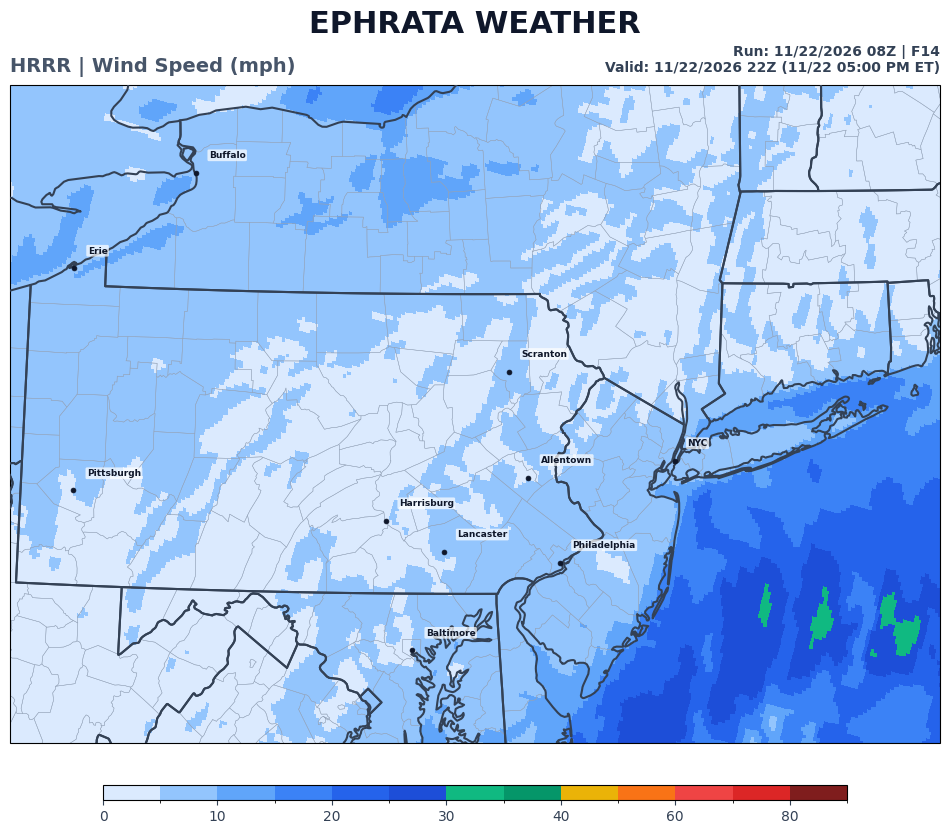 EPHRATA WEATHER
HRRR | Wind Speed (mph)
Run: 11/22/2026 08Z | F14
Valid: 11/22/2026 22Z (11/22 05:00 PM ET)
Buffalo
Erie
Scranton
NYC
Allentown
Pittsburgh
Harrisburg
Lancaster
Philadelphia
Baltimore
0 10 20 30 40 50 60 70 80